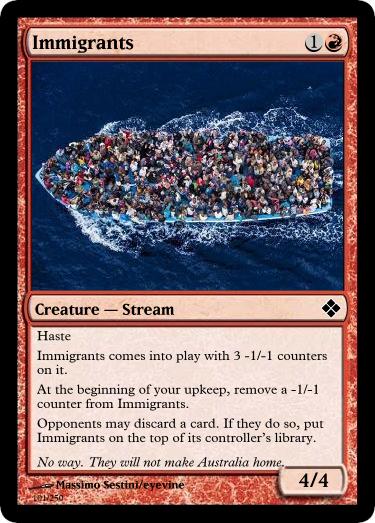 Immigrants 1
Creature — Stream
Haste
Immigrants comes into play with 3 -1/-1 counters
on it.
At the beginning of your upkeep, remove a -1/-1
counter from Immigrants.
Opponents may discard a card. If they do so, put
Immigrants on the top of its controller's library.
No way. They will not make Australia home.
4/4
Massimo Sestini/eyevine
101/250